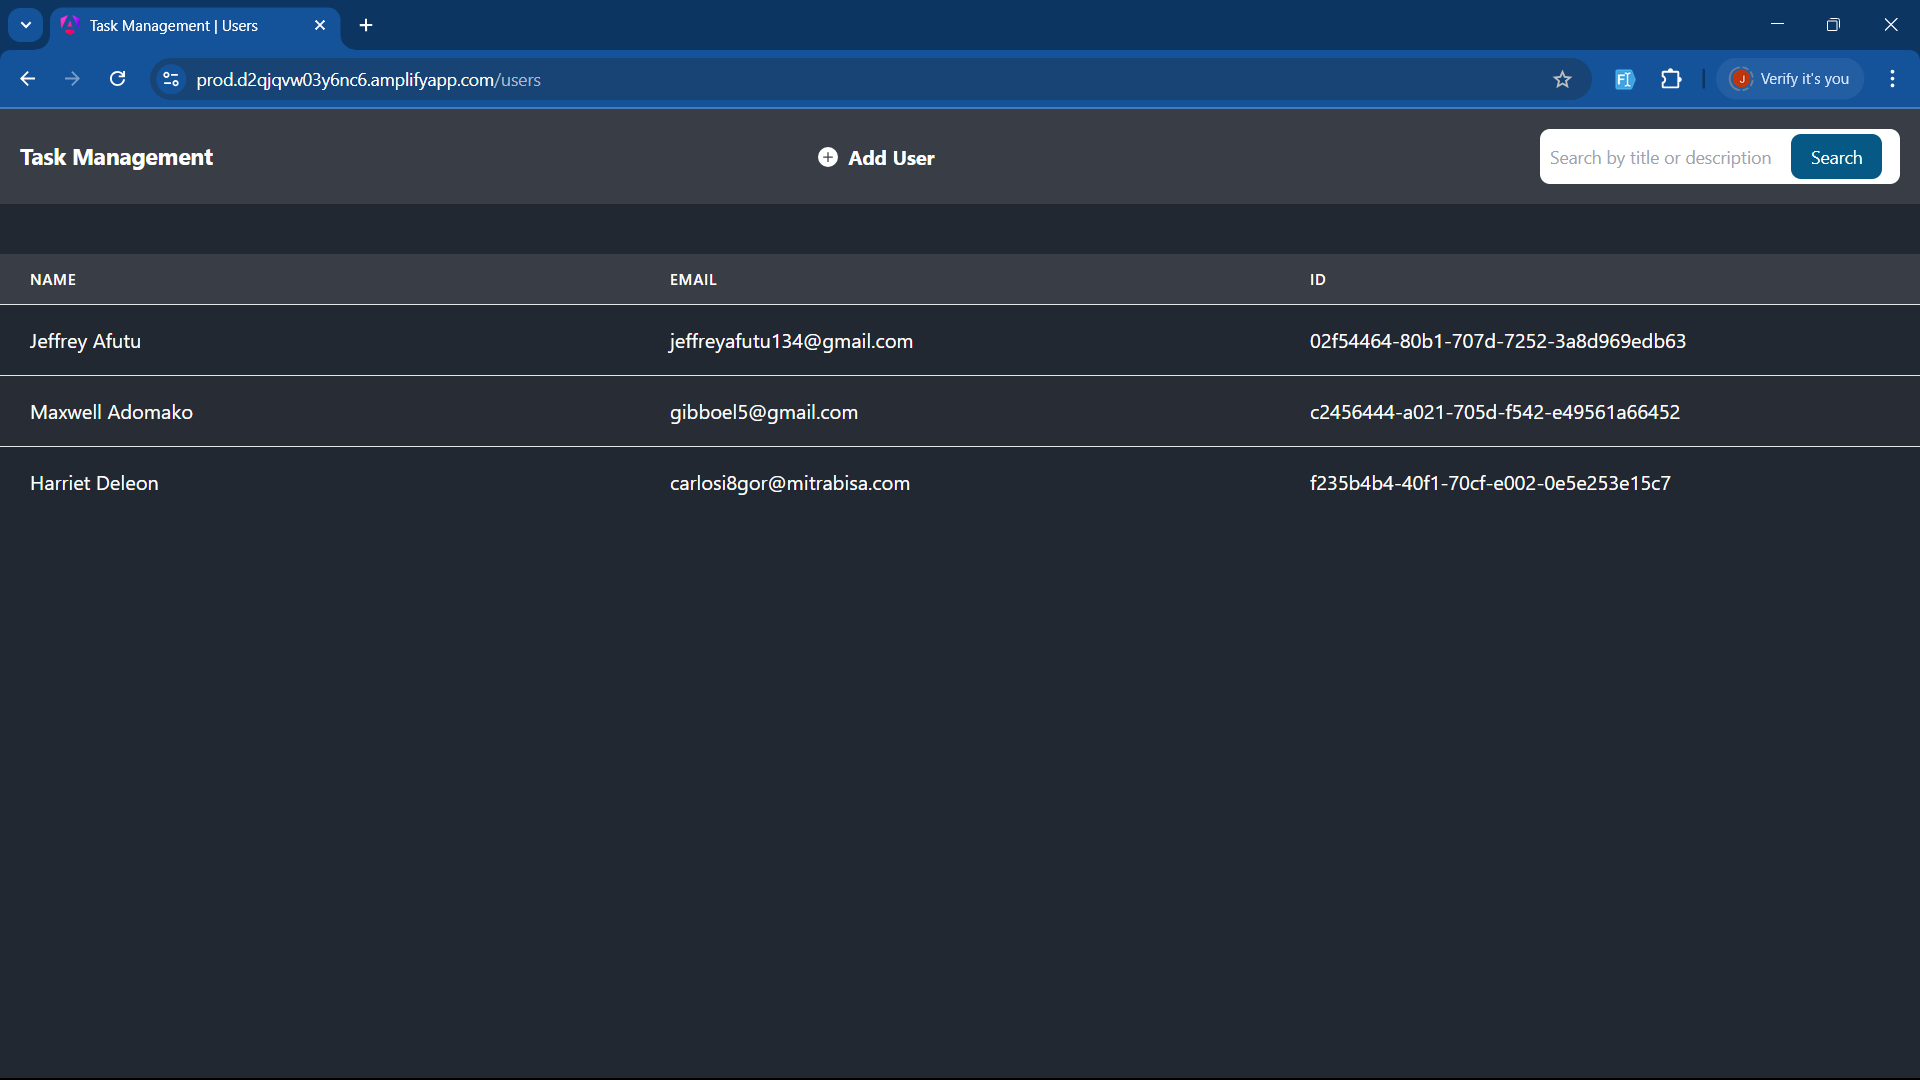 Task Management | Users
prod.d2qjqvw03y6nc6.amplifyapp.com/users
FI
J
Verify it's you
Task Management
Add User
Search by title or description
Search
NAME EMAIL ID
Jeffrey Afutu jeffreyafutu134@gmail.com 02f54464-80b1-707d-7252-3a8d969edb63
Maxwell Adomako gibboel5@gmail.com c2456444-a021-705d-f542-e49561a66452
Harriet Deleon carlosi8gor@mitrabisa.com f235b4b4-40f1-70cf-e002-0e5e253e15c7